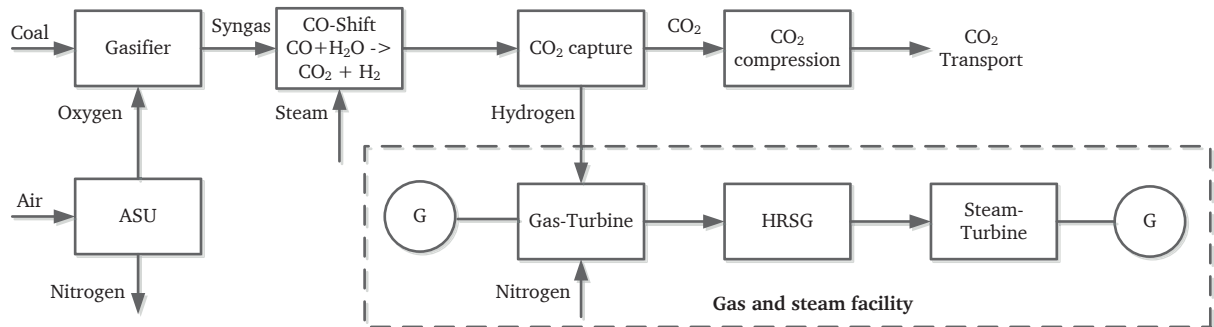 Coal
Gasifier
Syngas
CO-Shift
CO+H₂O ->
CO₂ + H₂
CO₂ capture
CO₂
CO₂
compression
CO₂
Transport
Oxygen
Steam
Hydrogen
Air
ASU
G
Gas-Turbine
HRSG
Steam-
Turbine
G
Nitrogen
Nitrogen
Gas and steam facility